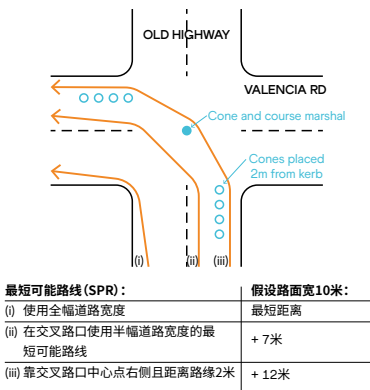 OLD HIGHWAY
VALENCIA RD
Cone and course marshal
Cones placed
2m from kerb
(i)
(ii)
(iii)
最短可能路线(SPR)： 假设路面宽10米：
(i) 使用全幅道路宽度 最短距离
(ii) 在交叉路口使用半幅道路宽度的最
短可能路线 + 7米
(iii) 靠交叉路口中心点右侧且距离路缘2米 + 12米